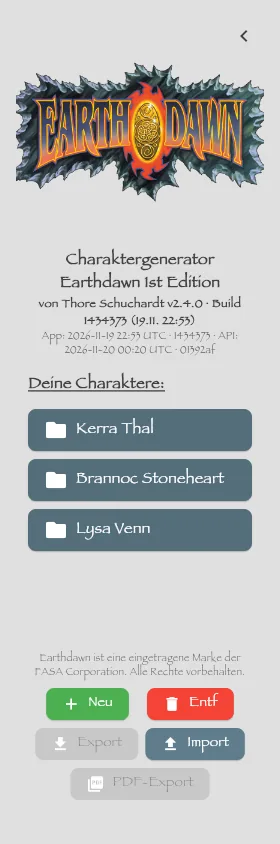 EARTHDAWN
Charaktergenerator
Earthdawn 1st Edition
von Thore Schuchardt v2.4.0 · Build
1434373 (19.11. 22:53)
App: 2026-11-19 22:53 UTC · 1434373 · API:
2026-11-20 00:20 UTC · 01392af
Deine Charaktere:
Kerra Thal
Brannoc Stoneheart
Lysa Venn
Earthdawn ist eine eingetragene Marke der
FASA Corporation. Alle Rechte vorbehalten.
Neu
Entf
Export
Import
PDF
PDF-Export